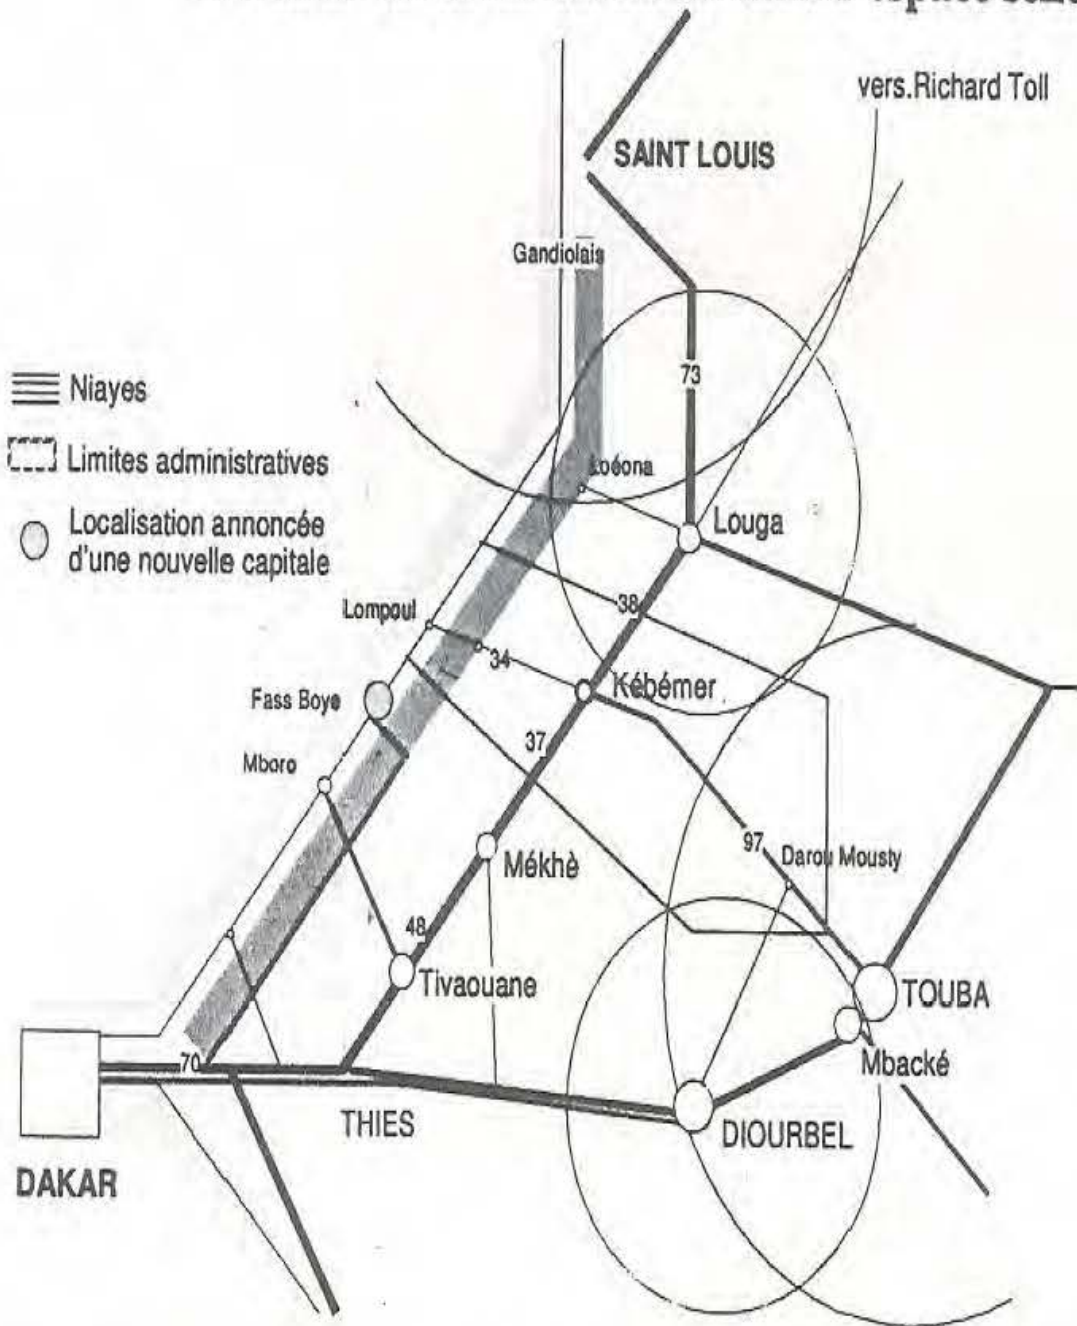 vers.Richard Toll
SAINT LOUIS
Gandiolais
73
Niayes
Limites administratives
Localisation annoncée
d'une nouvelle capitale
Louga
38
Lompoul
34
Kébémer
Fass Boye
37
Mboro
97
Darou Mousty
Mékhè
48
Tivaouane
TOUBA
70
Mbacké
THIES
DIOURBEL
DAKAR